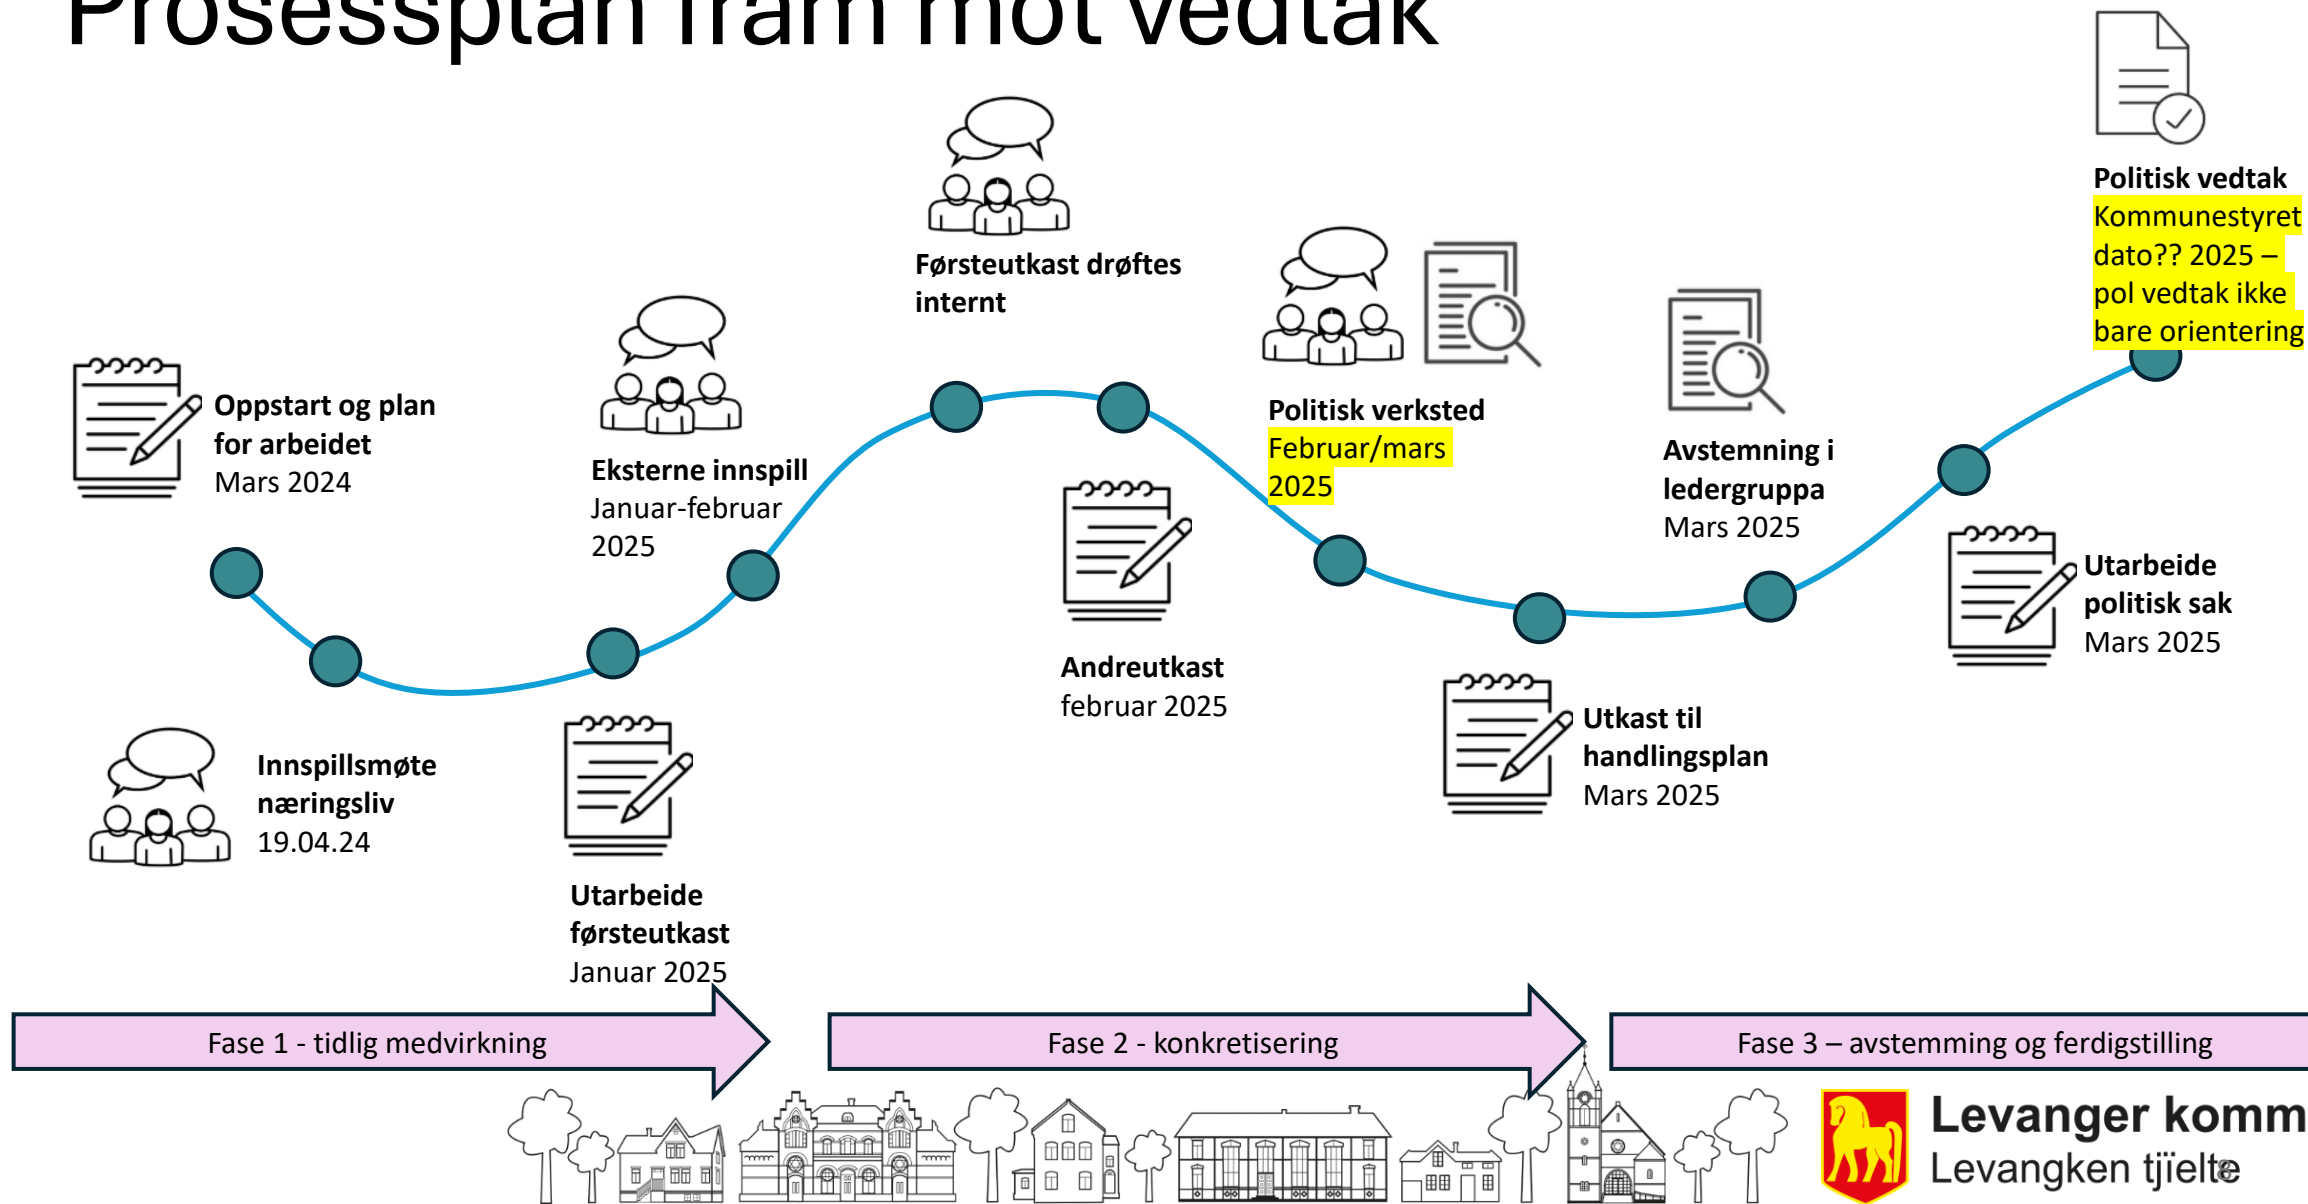 Prosessplan fram mot vedtak
Oppstart og plan
for arbeidet
Mars 2024
Innspillsmøte
næringsliv
19.04.24
Utarbeide
førsteutkast
Januar 2025
Eksterne innspill
Januar-februar
2025
Førsteutkast drøftes
internt
Andreutkast
februar 2025
Politisk verksted
Februar/mars
2025
Utkast til
handlingsplan
Mars 2025
Avstemning i
ledergruppa
Mars 2025
Utarbeide
politisk sak
Mars 2025
Politisk vedtak
Kommunestyret
dato?? 2025 –
pol vedtak ikke
bare orientering
Fase 1 - tidlig medvirkning
Fase 2 - konkretisering
Fase 3 – avstemming og ferdigstilling
Levanger komm
Levangken tjïelte
8